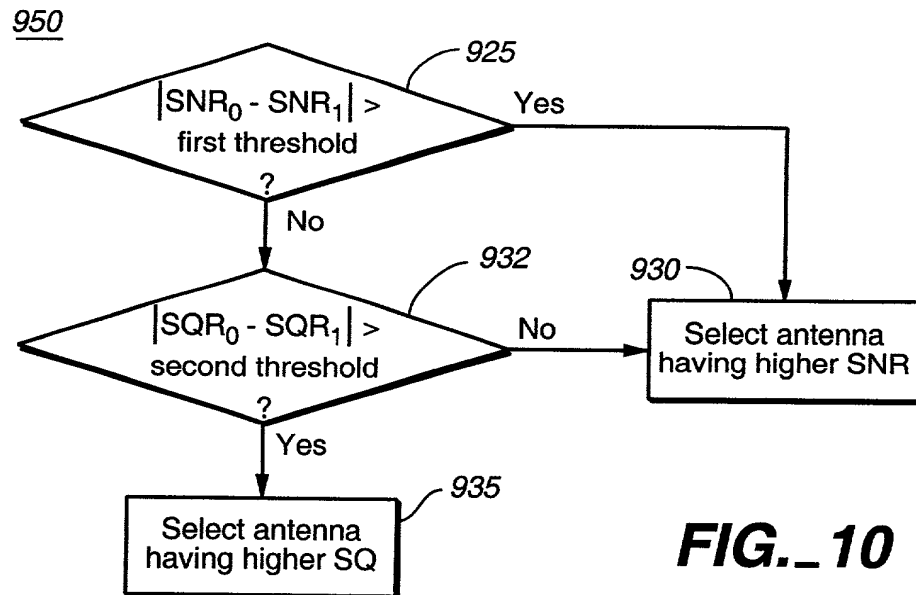 950
925
|SNR₀ - SNR₁| >
first threshold
?
Yes
No
932
|SQR₀ - SQR₁| >
second threshold
?
No
Yes
930
Select antenna
having higher SNR
935
Select antenna
having higher SQ
FIG._10